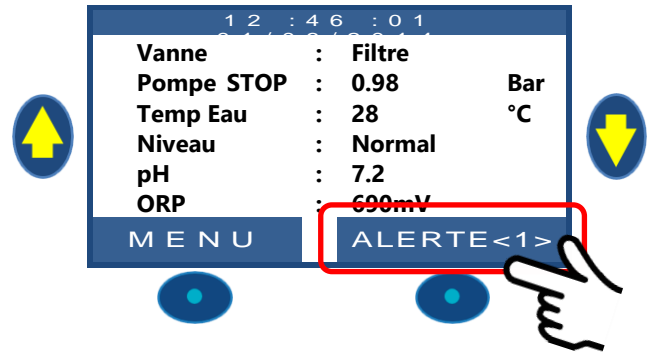 12 :46 :01
Vanne : Filtre
Pompe STOP : 0.98 Bar
Temp Eau : 28 °C
Niveau : Normal
pH : 7.2
ORP : 690mV
MENU ALERTE<1>